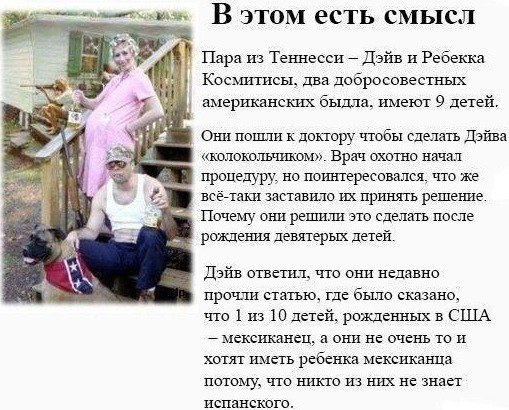 В этом есть смысл
Пара из Теннесси – Дэйв и Ребекка
Космитисы, два добросовестных
американских быдла, имеют 9 детей.
Они пошли к доктору чтобы сделать Дэйва
«колокольчиком». Врач охотно начал
процедуру, но поинтересовался, что же
всё-таки заставило их принять решение.
Почему они решили это сделать после
рождения девятерых детей.
Дэйв ответил, что они недавно
прочли статью, где было сказано,
что 1 из 10 детей, рожденных в США
– мексиканец, а они не очень то и
хотят иметь ребенка мексиканца
потому, что никто из них не знает
испанского.